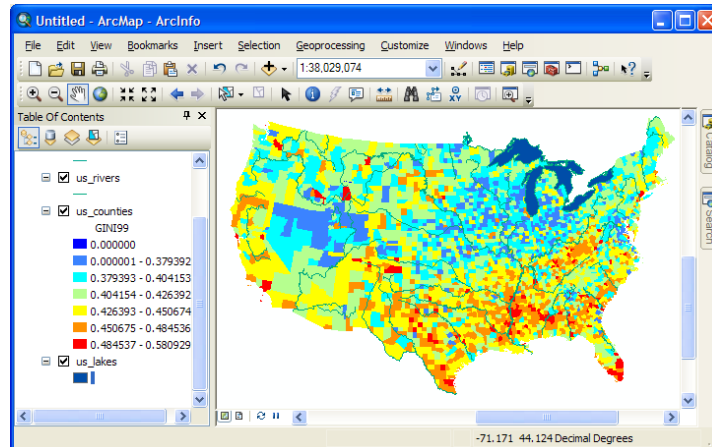 Untitled - ArcMap - ArcInfo
File Edit View Bookmarks Insert Selection Geoprocessing Customize Windows Help
1:38,029,074
Table Of Contents
us_rivers
us_counties
GINI99
0.000000
0.000001 - 0.379392
0.379393 - 0.404153
0.404154 - 0.426392
0.426393 - 0.450674
0.450675 - 0.484536
0.484537 - 0.580929
us_lakes
Catalog
Search
-71.171 44.124 Decimal Degrees